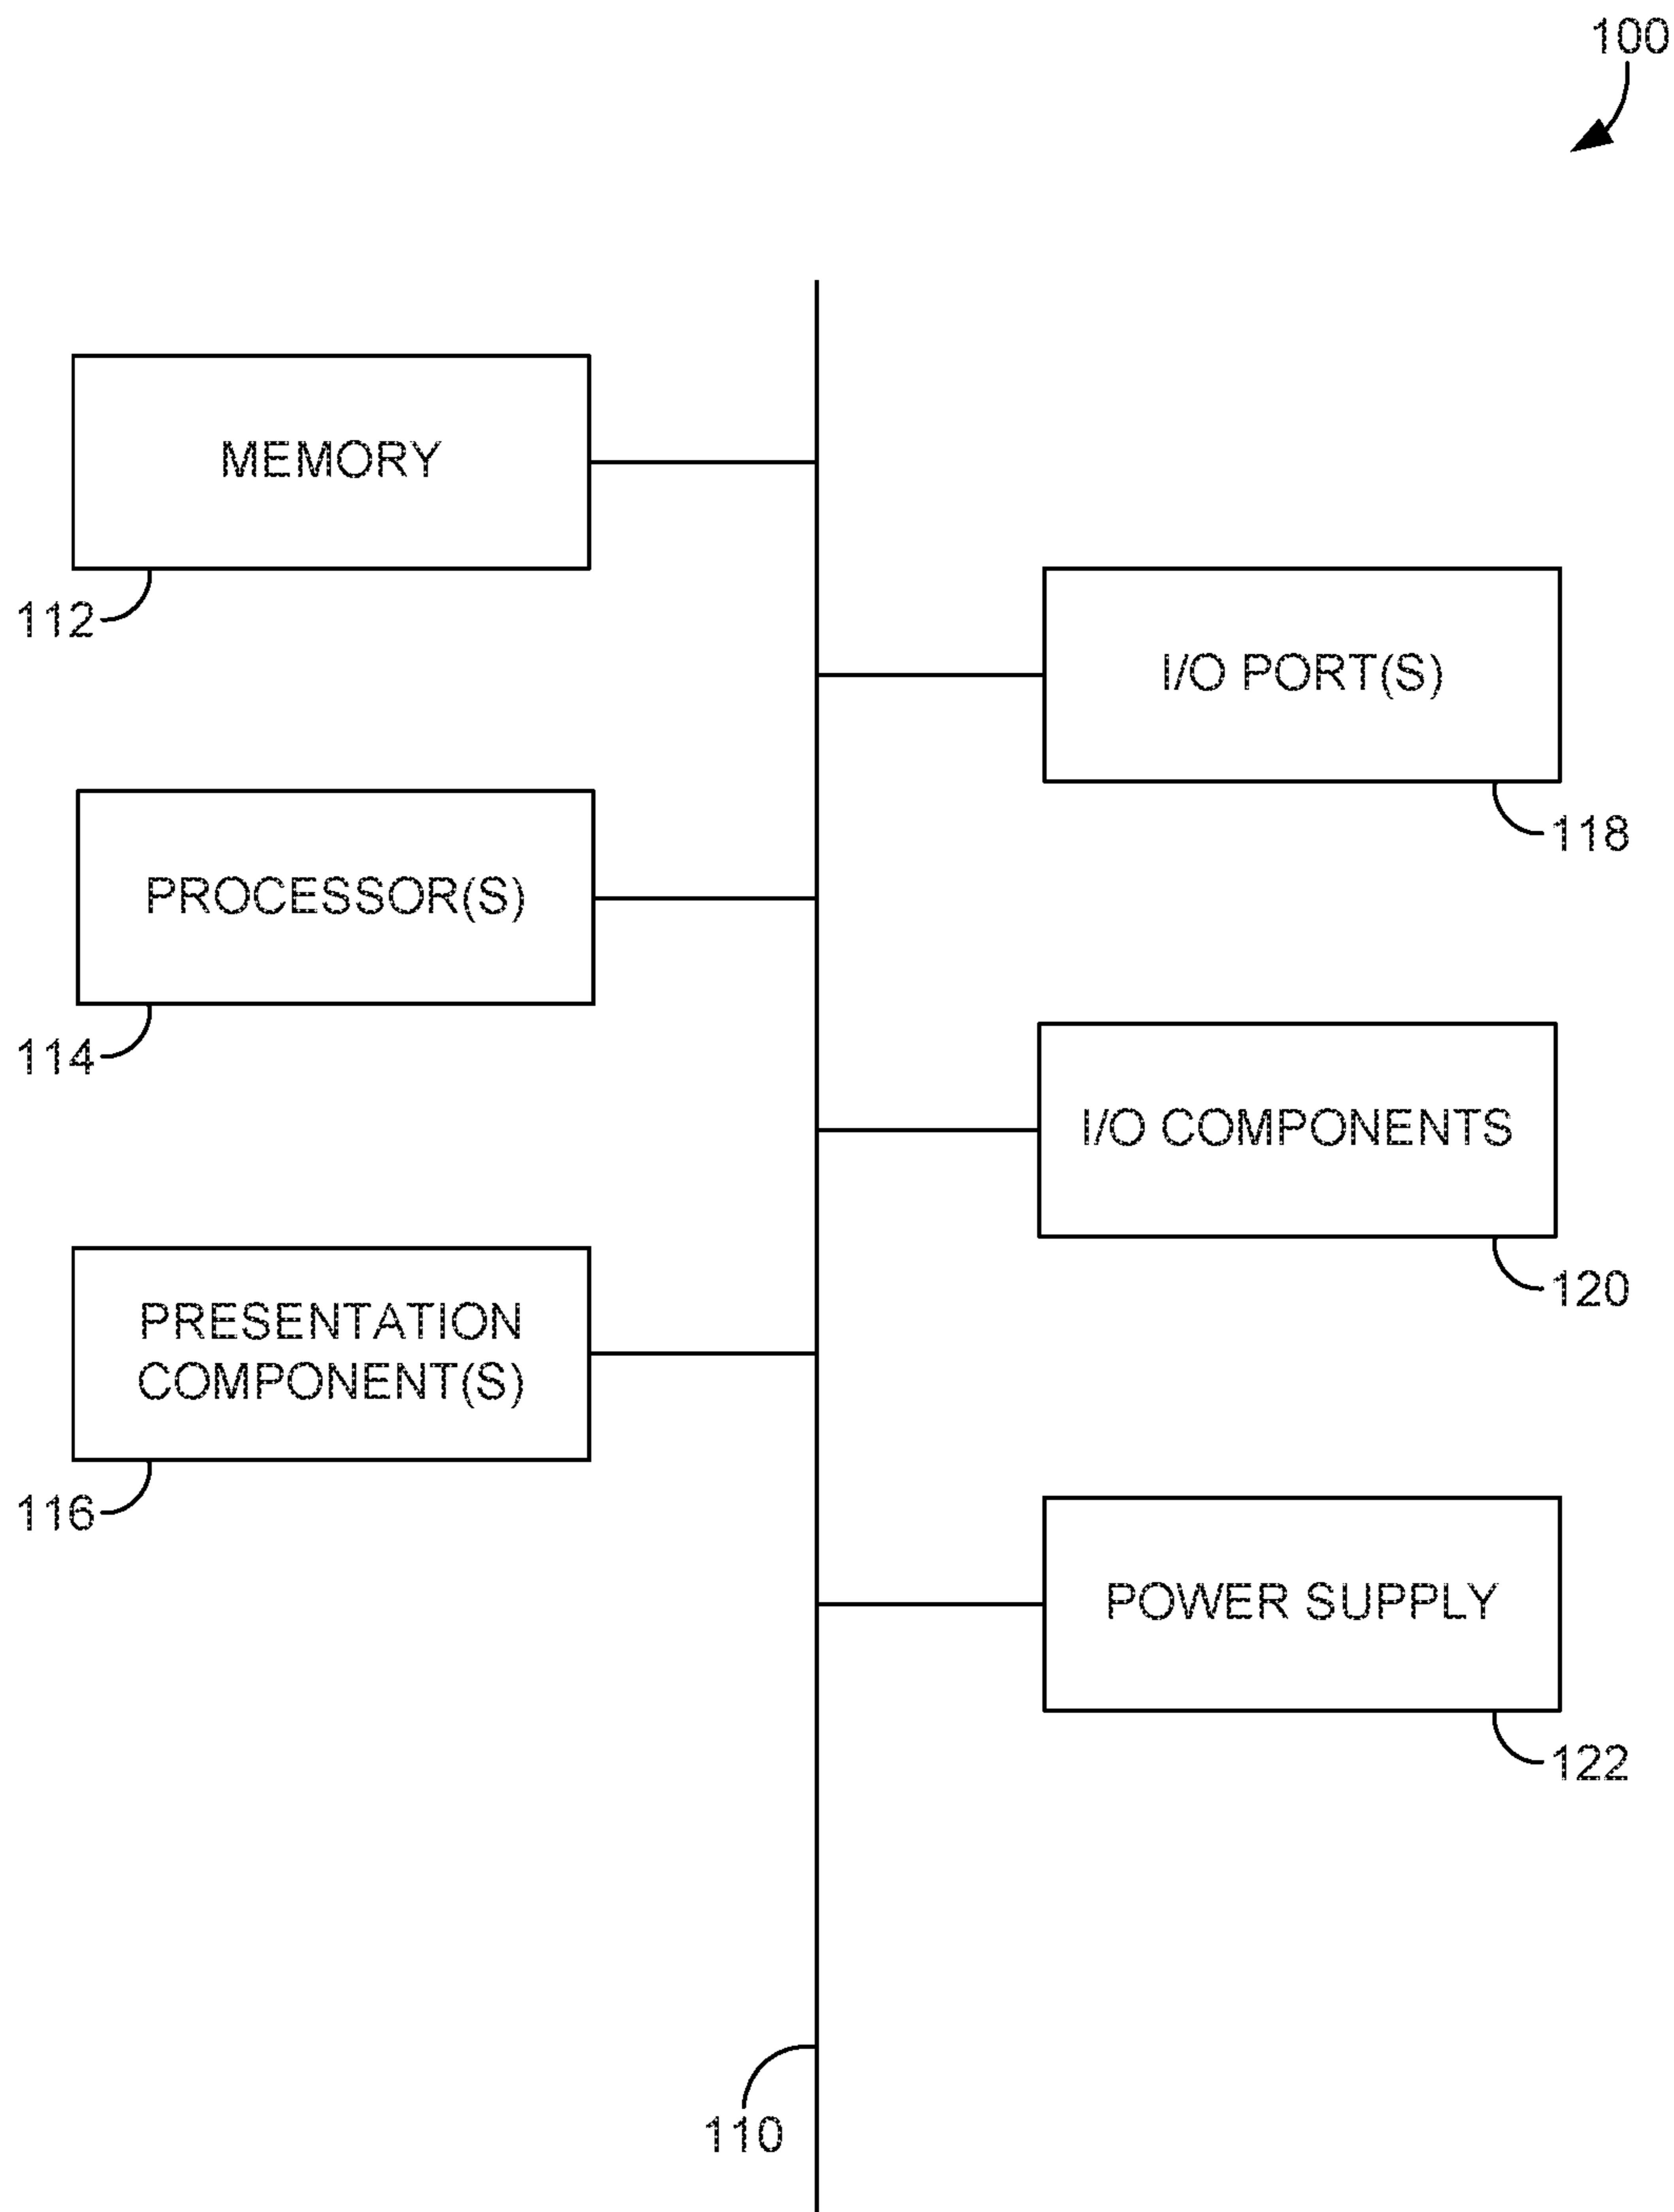 100
MEMORY
112
I/O PORT(S)
118
PROCESSOR(S)
114
I/O COMPONENTS
120
PRESENTATION
COMPONENT(S)
116
POWER SUPPLY
122
110